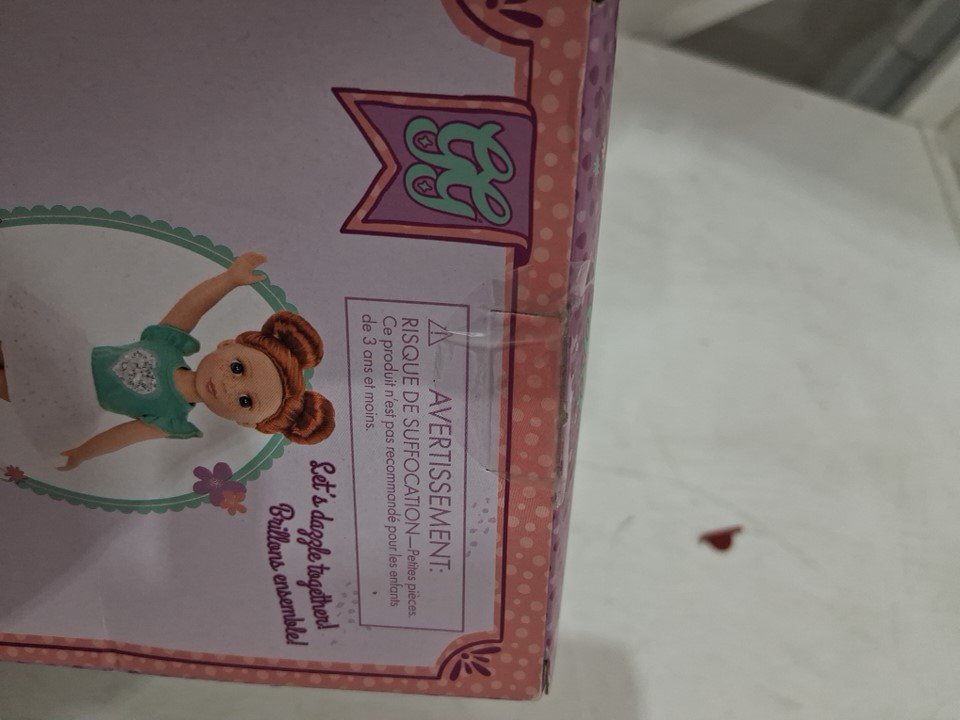 GG
AVERTISSEMENT:
RISQUE DE SUFFOCATION—Petites pièces.
Ce produit n'est pas recommandé pour les enfants
de 3 ans et moins.
Let's dazzle together!
Brillons ensemble!